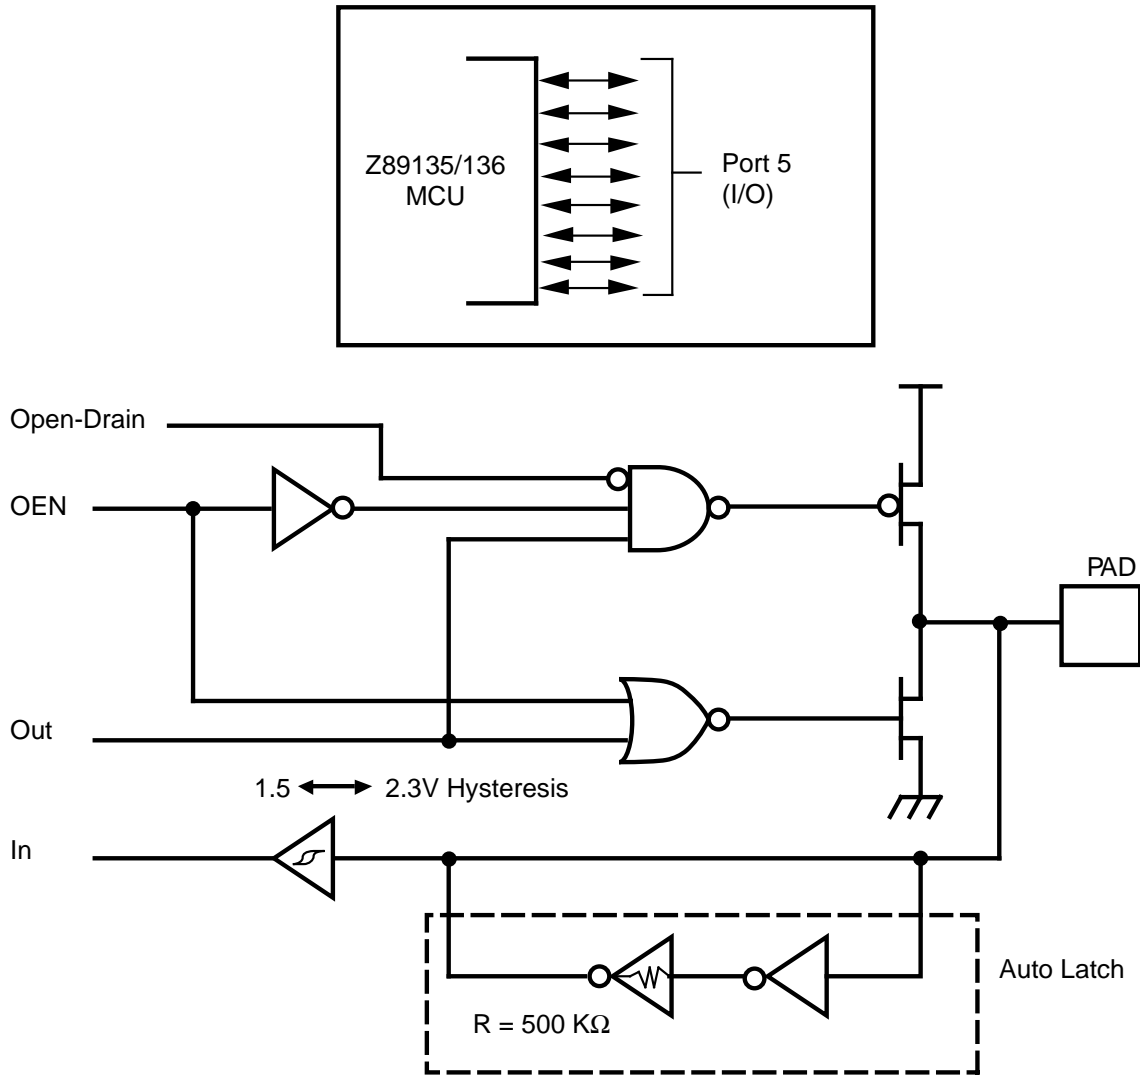 Z89135/136
MCU
Port 5
(I/O)
Open-Drain
OEN
PAD
Out
1.5 2.3V Hysteresis
In
Auto Latch
R = 500 KΩ